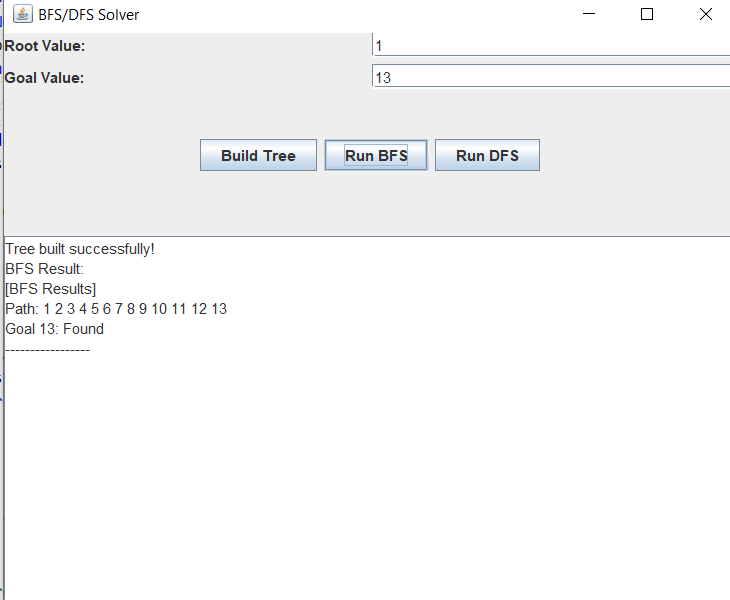 BFS/DFS Solver
Root Value: 1
Goal Value: 13
Build Tree Run BFS Run DFS
Tree built successfully!
BFS Result:
[BFS Results]
Path: 1 2 3 4 5 6 7 8 9 10 11 12 13
Goal 13: Found
-----------------